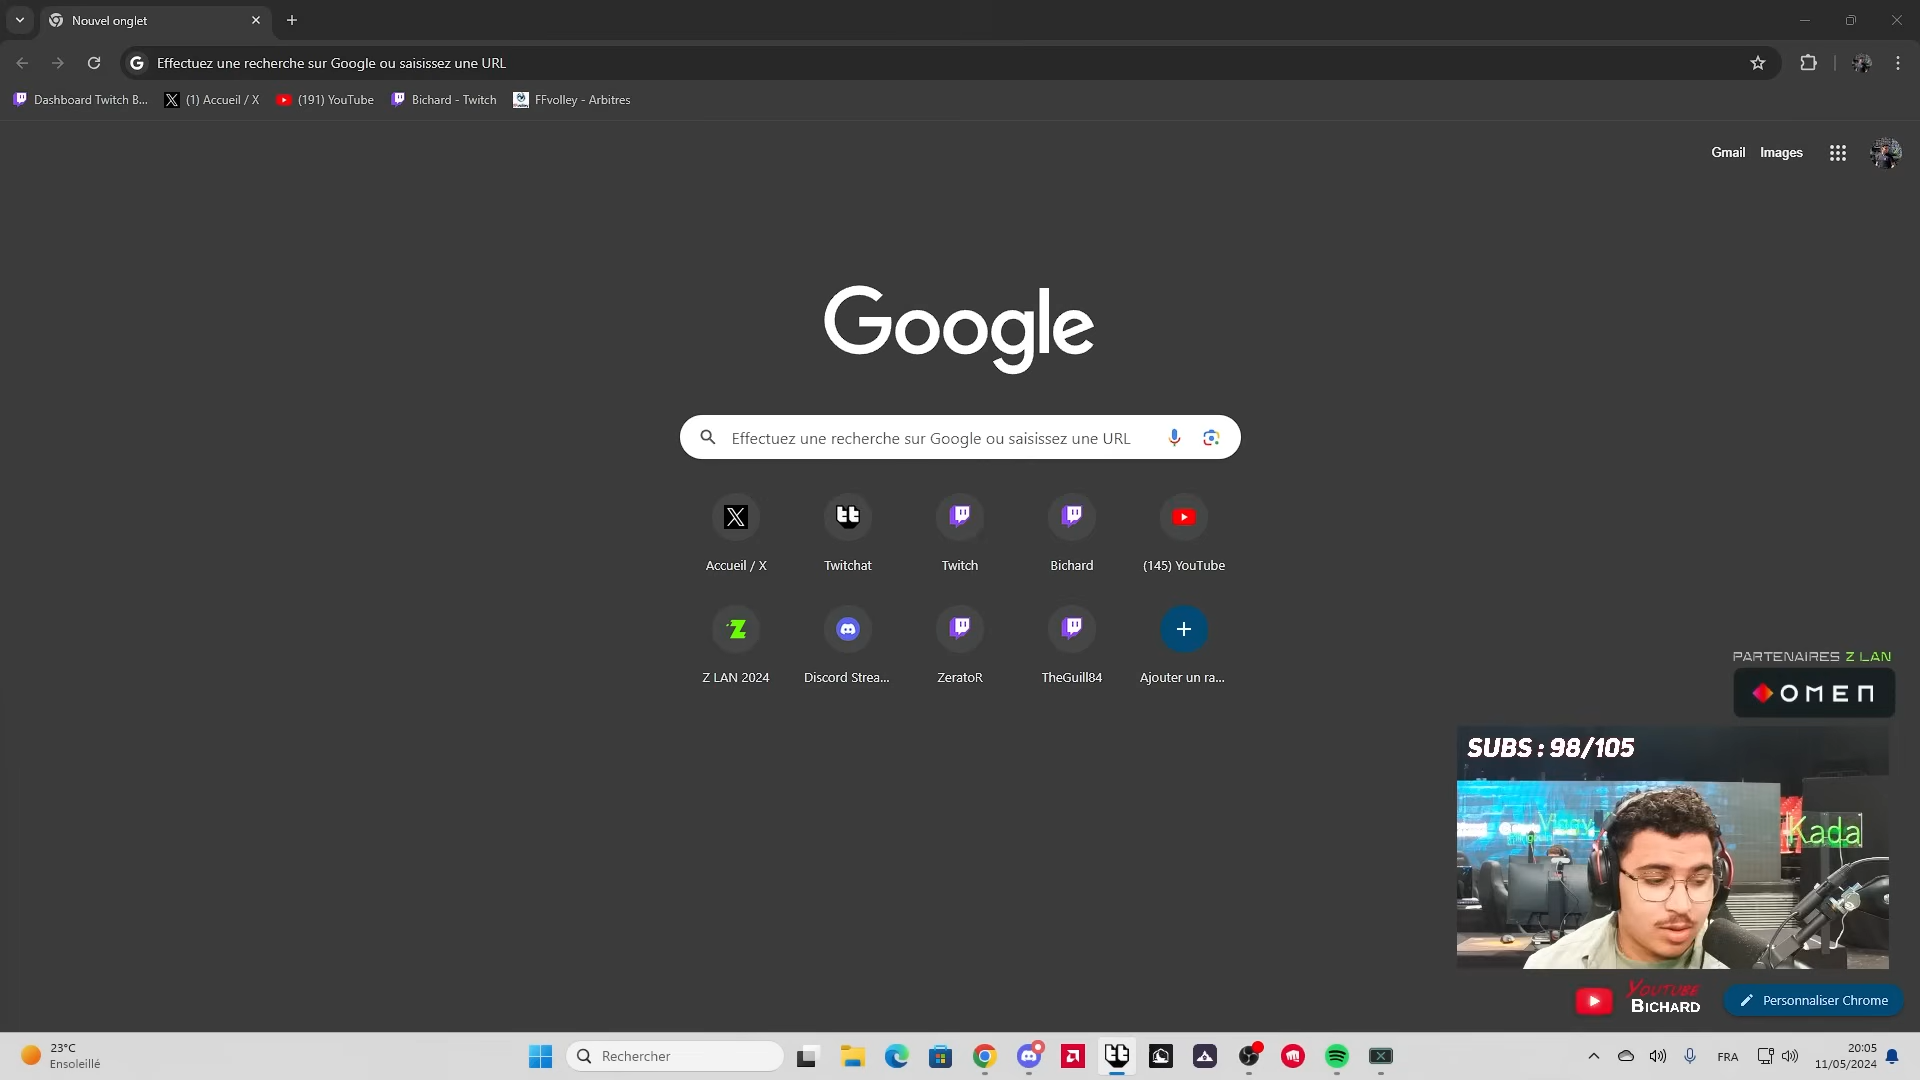 Nouvel onglet
Effectuez une recherche sur Google ou saisissez une URL
Dashboard Twitch B...
(1) Accueil / X
(191) YouTube
Bichard - Twitch
FFvolley - Arbitres
Gmail
Images
Google
Effectuez une recherche sur Google ou saisissez une URL
Accueil / X
Twitchat
Twitch
Bichard
(145) YouTube
Z LAN 2024
Discord Strea...
ZeratoR
TheGuill84
Ajouter un ra...
PARTENAIRES Z LAN
OMEN
SUBS : 98/105
Kada
YOUTUBE
BICHARD
Personnaliser Chrome
23°C
Ensoleillé
Rechercher
FRA
20:05
11/05/2024